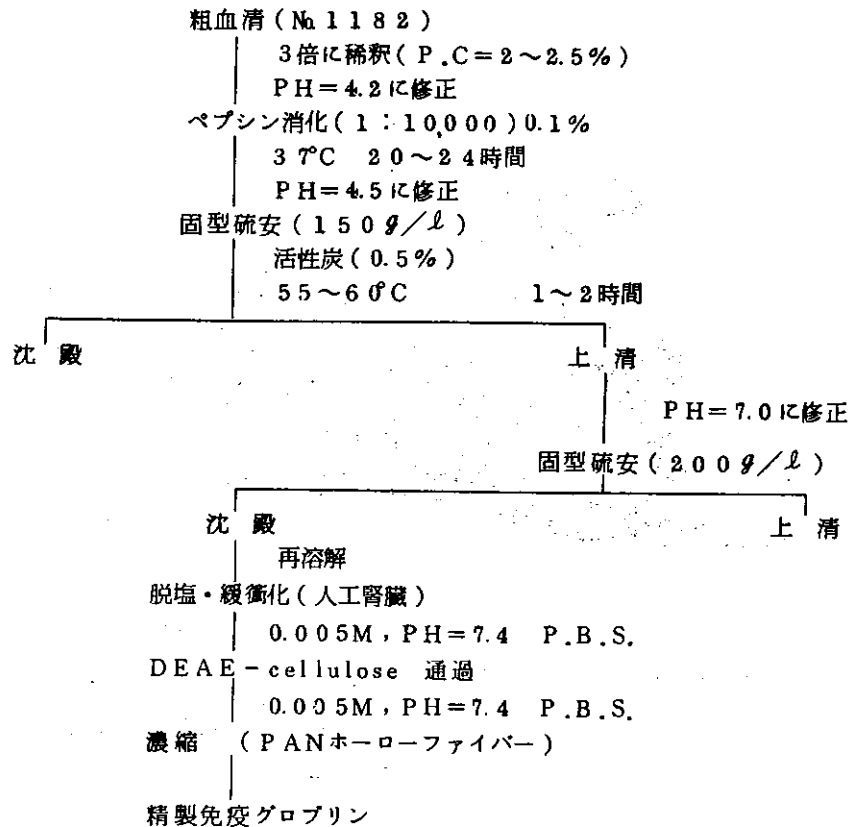 粗血清(№1182)
3倍に稀釈(P.C=2～2.5%)
PH=4.2に修正
ペプシン消化(1:10,000)0.1%
37℃ 20～24時間
PH=4.5に修正
固型硫安(150g/ℓ)
活性炭(0.5%)
55～60℃ 1～2時間
沈殿 上清
PH=7.0に修正
固型硫安(200g/ℓ)
沈殿 上清
再溶解
脱塩・緩衝化(人工腎臓)
0.005M,PH=7.4 P.B.S.
DEAE-cellulose 通過
0.005M,PH=7.4 P.B.S.
濃縮 (PANホーローファイバー)
精製免疫グロブリン